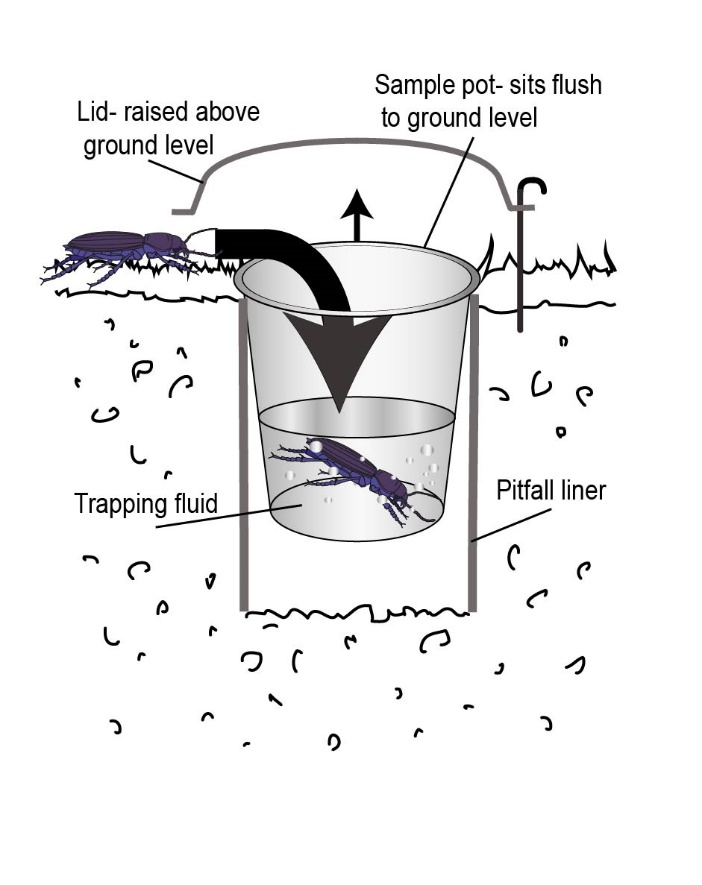 Sample pot- sits flush
to ground level
Lid- raised above
ground level
Trapping fluid
Pitfall liner